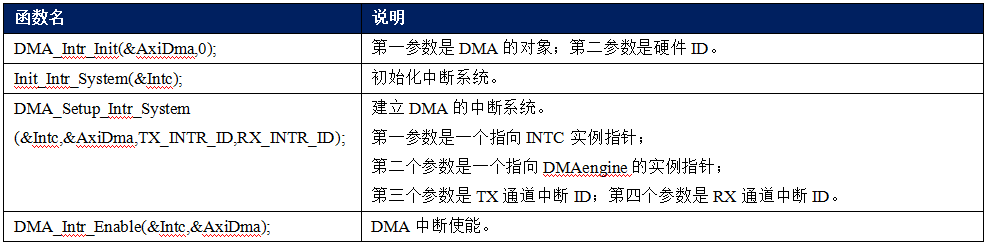 函数名 说明
DMA_Intr_Init(&AxiDma,0); 第一参数是 DMA 的对象；第二参数是硬件 ID。
Init_Intr_System(&Intc); 初始化中断系统。
DMA_Setup_Intr_System 建立 DMA 的中断系统。
(&Intc,&AxiDma,TX_INTR_ID,RX_INTR_ID); 第一参数是一个指向 INTC 实例指针；
第二个参数是一个指向 DMAengine 的实例指针；
第三个参数是 TX 通道中断 ID；第四个参数是 RX 通道中断 ID。
DMA_Intr_Enable(&Intc,&AxiDma); DMA 中断使能。